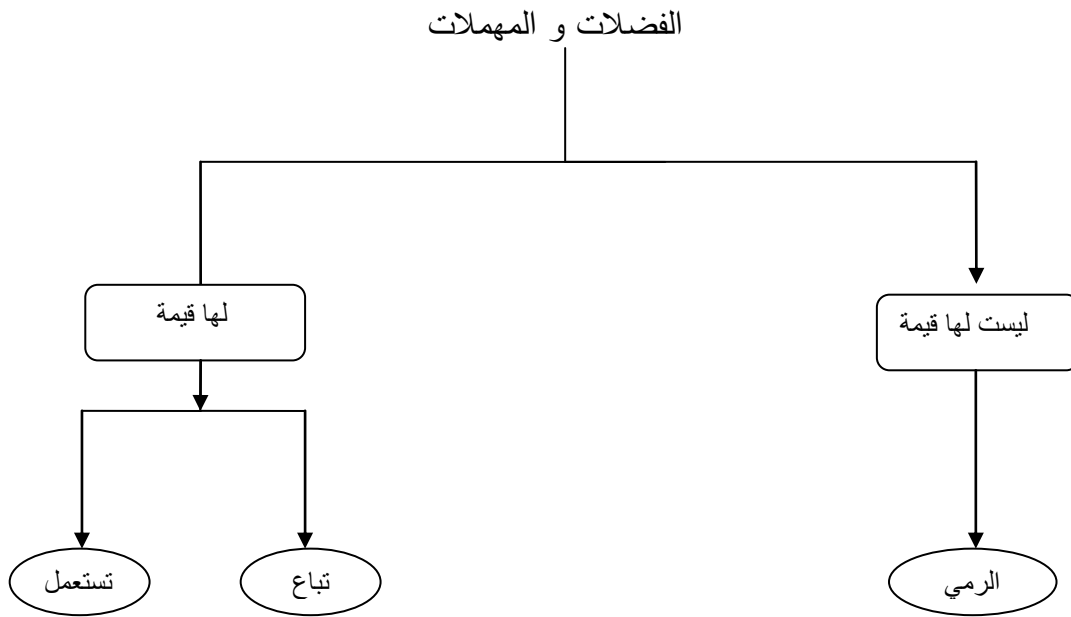 الفضلات و المهملات
ليست لها قيمة
لها قيمة
الرمي
تباع
تستعمل